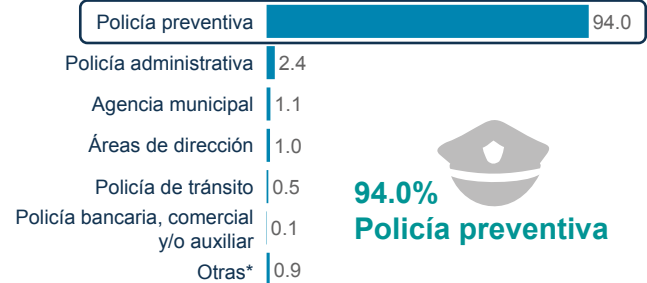 Policía preventiva 94.0
Policía administrativa 2.4
Agencia municipal 1.1
Áreas de dirección 1.0
Policía de tránsito 0.5
Policía bancaria, comercial
y/o auxiliar 0.1
Otras* 0.9
94.0%
Policía preventiva